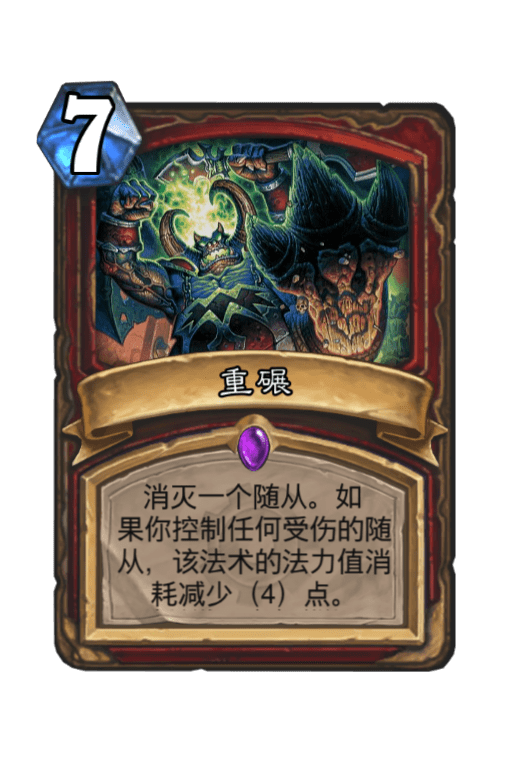 7
重碾
消灭一个随从。如
果你控制任何受伤的随
从，该法术的法力值消
耗减少（4）点。